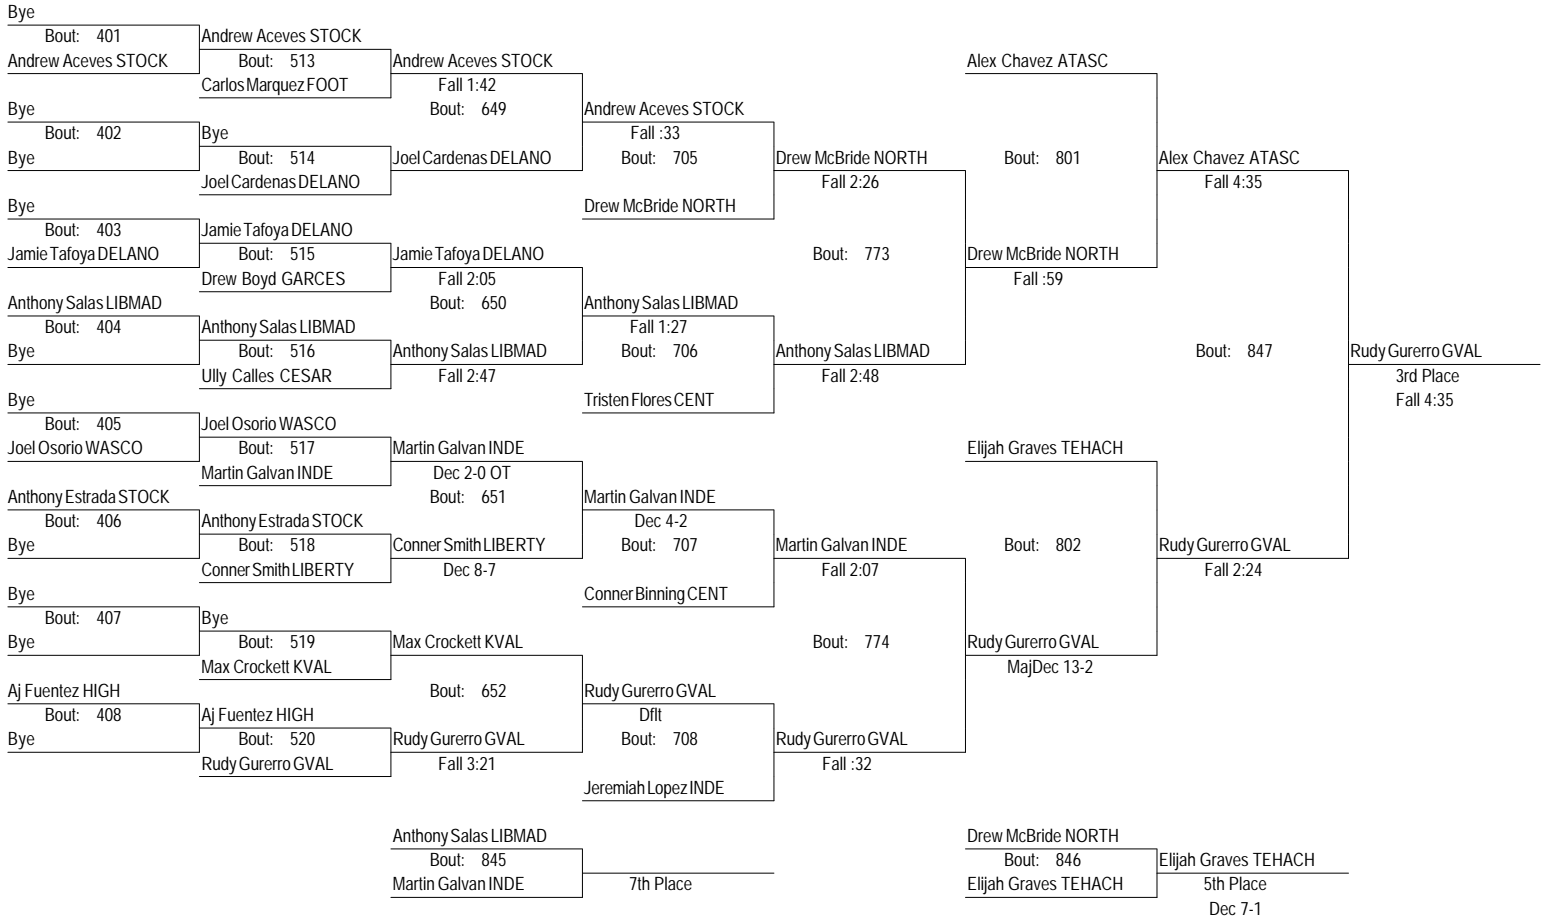 Bye
Bout: 401
Andrew Aceves STOCK
Bye
Bout: 402
Bye
Bye
Bout: 403
Jamie Tafoya DELANO
Anthony Salas LIBMAD
Bout: 404
Bye
Bye
Bout: 405
Joel Osorio WASCO
Anthony Estrada STOCK
Bout: 406
Bye
Bye
Bout: 407
Bye
Aj Fuentez HIGH
Bout: 408
Bye
Andrew Aceves STOCK
Bout: 513
Carlos Marquez FOOT
Bye
Bout: 514
Joel Cardenas DELANO
Jamie Tafoya DELANO
Bout: 515
Drew Boyd GARCES
Anthony Salas LIBMAD
Bout: 516
Ully Calles CESAR
Joel Osorio WASCO
Bout: 517
Martin Galvan INDE
Anthony Estrada STOCK
Bout: 518
Conner Smith LIBERTY
Bye
Bout: 519
Max Crockett KVAL
Aj Fuentez HIGH
Bout: 520
Rudy Gurerro GVAL
Andrew Aceves STOCK
Fall 1:42
Bout: 649
Joel Cardenas DELANO
Jamie Tafoya DELANO
Fall 2:05
Bout: 650
Anthony Salas LIBMAD
Fall 2:47
Martin Galvan INDE
Dec 2-0 OT
Bout: 651
Conner Smith LIBERTY
Dec 8-7
Max Crockett KVAL
Bout: 652
Rudy Gurerro GVAL
Fall 3:21
Andrew Aceves STOCK
Fall :33
Bout: 705
Drew McBride NORTH
Anthony Salas LIBMAD
Fall 1:27
Bout: 706
Tristen Flores CENT
Martin Galvan INDE
Dec 4-2
Bout: 707
Conner Binning CENT
Rudy Gurerro GVAL
Dflt
Bout: 708
Jeremiah Lopez INDE
Drew McBride NORTH
Fall 2:26
Bout: 773
Anthony Salas LIBMAD
Fall 2:48
Martin Galvan INDE
Fall 2:07
Bout: 774
Rudy Gurerro GVAL
Fall :32
Alex Chavez ATASC
Bout: 801
Drew McBride NORTH
Fall :59
Elijah Graves TEHACH
Bout: 802
Rudy Gurerro GVAL
MajDec 13-2
Alex Chavez ATASC
Fall 4:35
Bout: 847
Rudy Gurerro GVAL
Fall 2:24
Rudy Gurerro GVAL
3rd Place
Fall 4:35
Anthony Salas LIBMAD
Bout: 845
Martin Galvan INDE
7th Place
Drew McBride NORTH
Bout: 846
Elijah Graves TEHACH
Elijah Graves TEHACH
5th Place
Dec 7-1